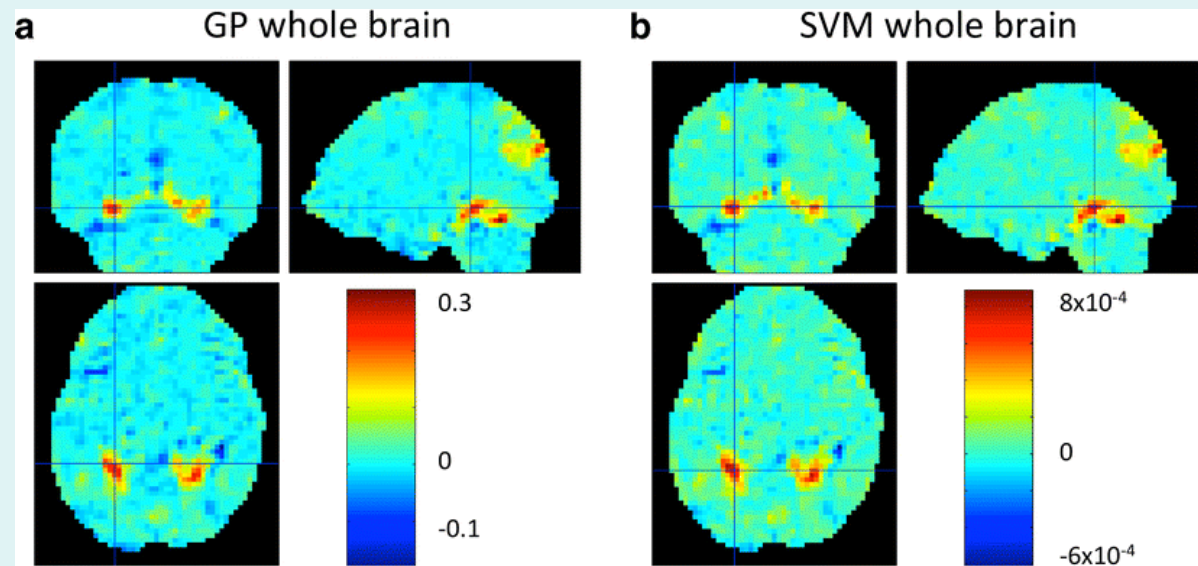 a GP whole brain
0.3
0
-0.1
b SVM whole brain
8x10⁻⁴
0
-6x10⁻⁴